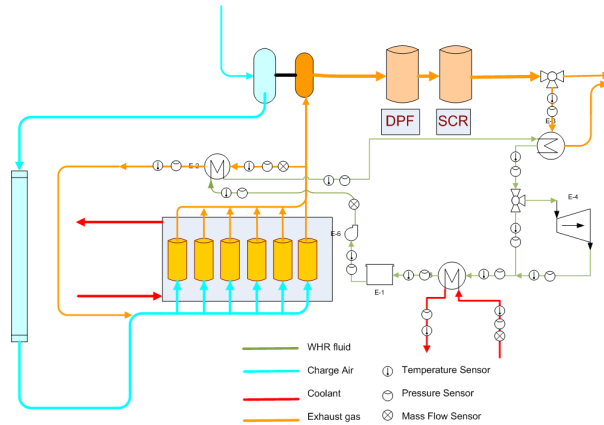 DPF
SCR
E-3
E-2
E-4
E-6
E-1
WHR fluid
Charge Air
Coolant
Exhaust gas
Temperature Sensor
Pressure Sensor
Mass Flow Sensor